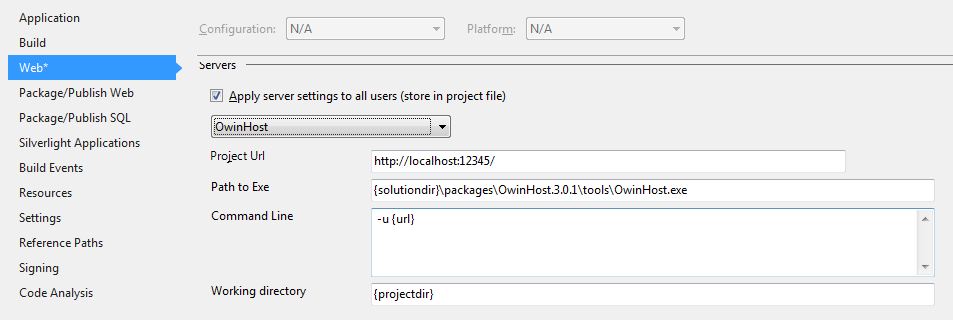 Application
Build
Web*
Package/Publish Web
Package/Publish SQL
Silverlight Applications
Build Events
Resources
Settings
Reference Paths
Signing
Code Analysis
Configuration: N/A Platform: N/A
Servers
Apply server settings to all users (store in project file)
OwinHost
Project Url http://localhost:12345/
Path to Exe {solutiondir}\packages\OwinHost.3.0.1\tools\OwinHost.exe
Command Line -u {url}
Working directory {projectdir}